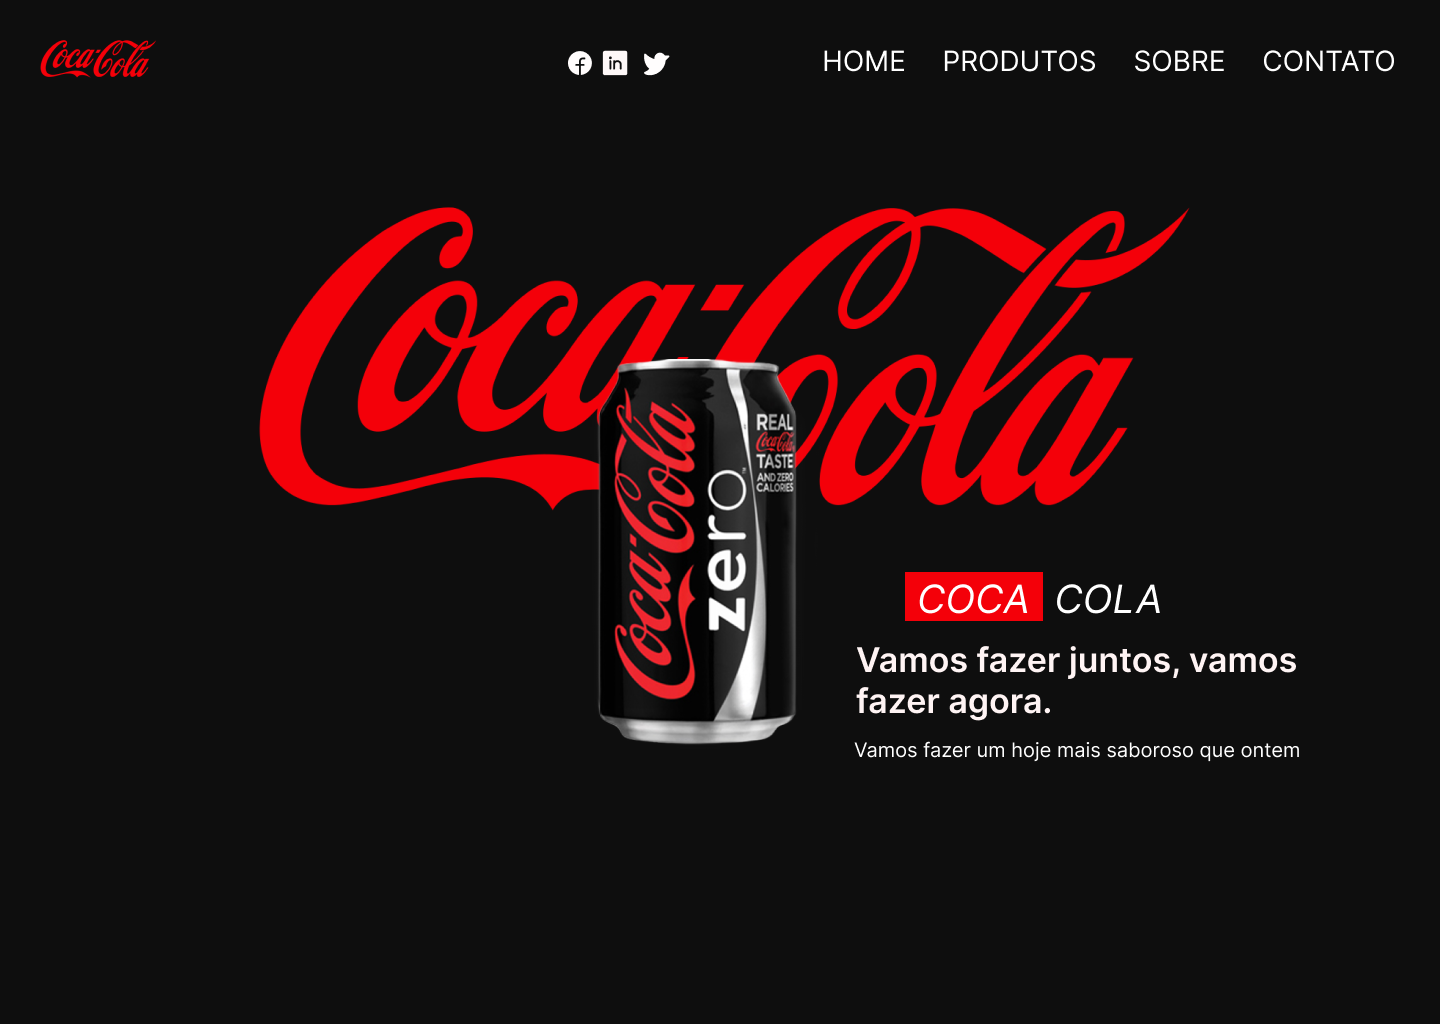 Coca-Cola
HOME PRODUTOS SOBRE CONTATO
Coca-Cola
Coca-Cola
zero™
REAL
Coca-Cola
TASTE
AND ZERO
CALORIES
COCA COLA
Vamos fazer juntos, vamos
fazer agora.
Vamos fazer um hoje mais saboroso que ontem